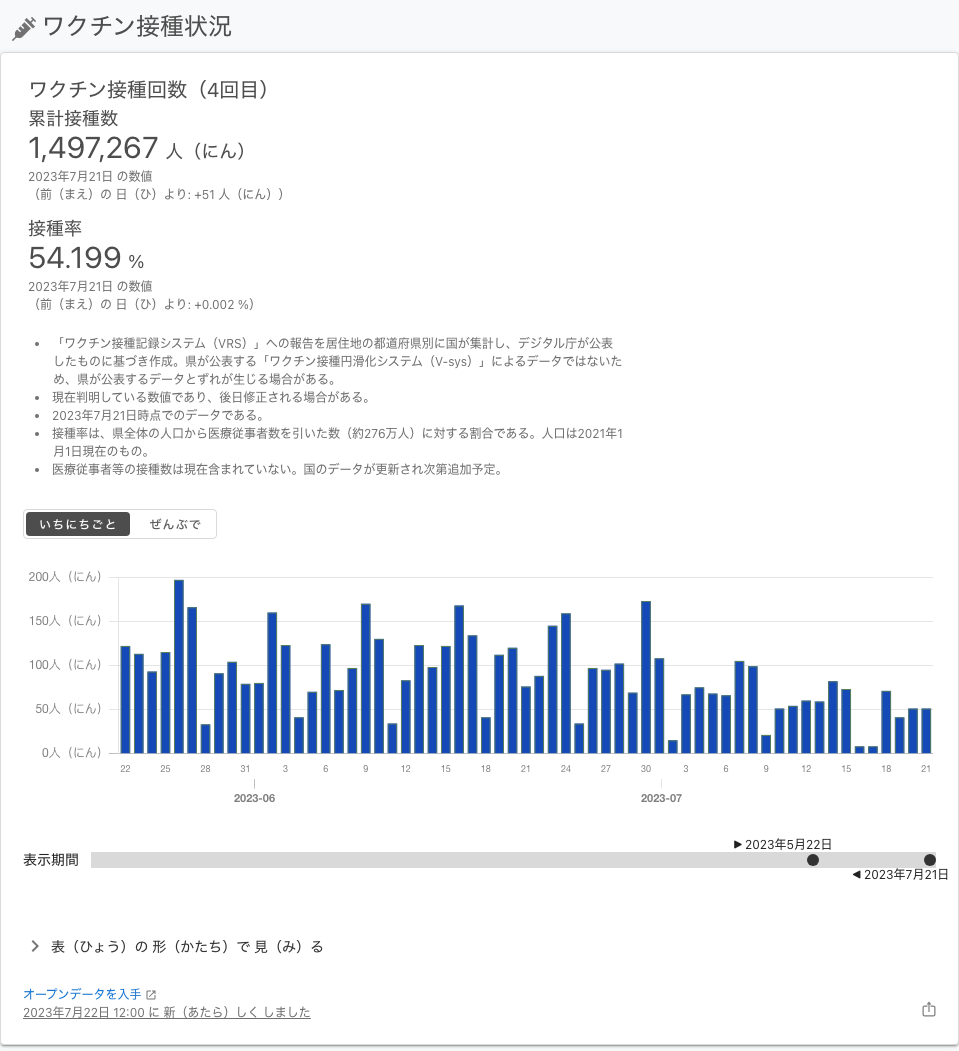 ワクチン接種状況
ワクチン接種回数（4回目）
累計接種数
1,497,267 人（にん）
2023年7月21日 の数値
（前（まえ）の 日（ひ）より: +51 人（にん））
接種率
54.199 %
2023年7月21日 の数値
（前（まえ）の 日（ひ）より: +0.002 %）
• 「ワクチン接種記録システム（VRS）」への報告を居住地の都道府県別に国が集計し、デジタル庁が公表
したものに基づき作成。県が公表する「ワクチン接種円滑化システム（V-sys）」によるデータではないた
め、県が公表するデータとずれが生じる場合がある。
• 現在判明している数値であり、後日修正される場合がある。
• 2023年7月21日時点でのデータである。
• 接種率は、県全体の人口から医療従事者数を引いた数（約276万人）に対する割合である。人口は2021年1
月1日現在のもの。
• 医療従事者等の接種数は現在含まれていない。国のデータが更新され次第追加予定。
いちにちごと ぜんぶで
200人（にん）
150人（にん）
100人（にん）
50人（にん）
0人（にん）
22 25 28 31 3 6 9 12 15 18 21 24 27 30 3 6 9 12 15 18 21
2023-06 2023-07
▶ 2023年5月22日
表示期間
◀ 2023年7月21日
表（ひょう）の 形（かたち）で 見（み）る
オープンデータを入手
2023年7月22日 12:00 に 新（あたら）しく しました